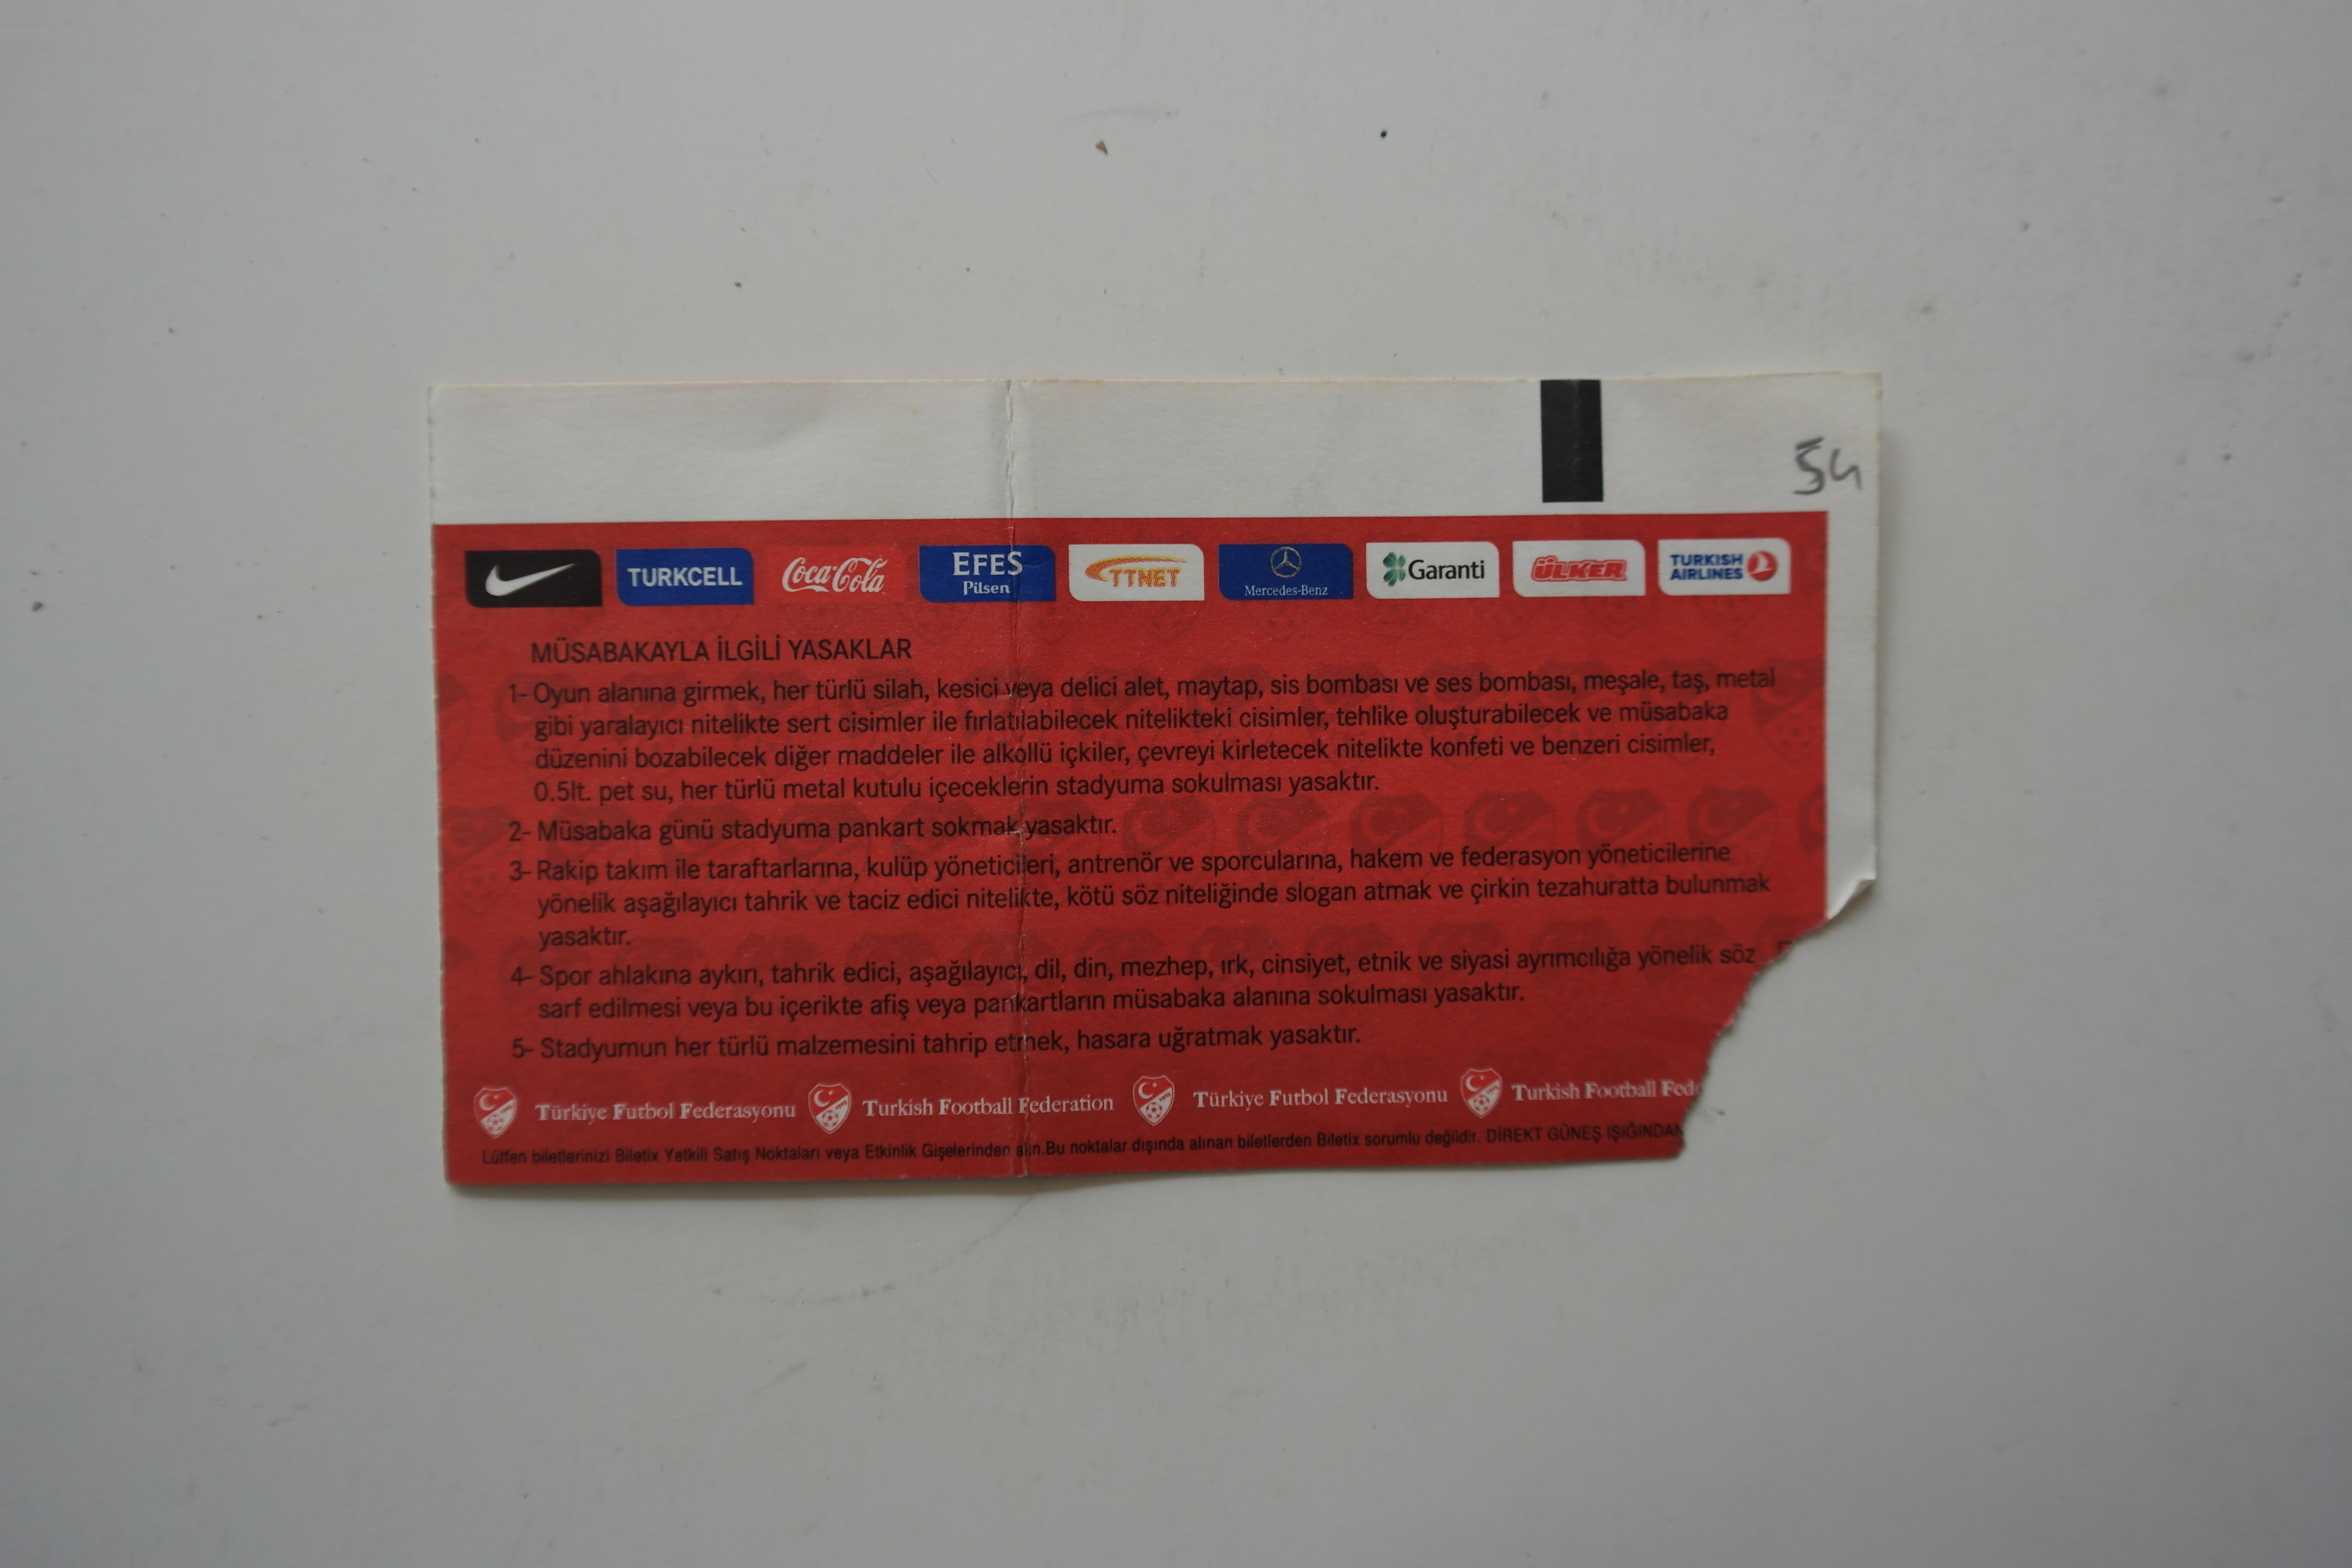 54
TURKCELL Coca-Cola EFES Pilsen TTNET Mercedes-Benz Garanti ÜLKER TURKISH AIRLINES
MÜSABAKAYLA İLGİLİ YASAKLAR
1- Oyun alanına girmek, her türlü silah, kesici veya delici alet, maytap, sis bombası ve ses bombası, meşale, taş, metal
gibi yaralayıcı nitelikte sert cisimler ile fırlatılabilecek nitelikteki cisimler, tehlike oluşturabilecek ve müsabaka
düzenini bozabilecek diğer maddeler ile alkollü içkiler, çevreyi kirletecek nitelikte konfeti ve benzeri cisimler,
0.5lt. pet su, her türlü metal kutulu içeceklerin stadyuma sokulması yasaktır.
2- Müsabaka günü stadyuma pankart sokmak yasaktır.
3- Rakip takım ile taraftarlarına, kulüp yöneticileri, antrenör ve sporcularına, hakem ve federasyon yöneticilerine
yönelik aşağılayıcı tahrik ve taciz edici nitelikte, kötü söz niteliğinde slogan atmak ve çirkin tezahuratta bulunmak
yasaktır.
4- Spor ahlakına aykırı, tahrik edici, aşağılayıcı, dil, din, mezhep, ırk, cinsiyet, etnik ve siyasi ayrımcılığa yönelik söz
sarf edilmesi veya bu içerikte afiş veya pankartların müsabaka alanına sokulması yasaktır.
5- Stadyumun her türlü malzemesini tahrip etmek, hasara uğratmak yasaktır.
Türkiye Futbol Federasyonu Turkish Football Federation Türkiye Futbol Federasyonu Turkish Football Fed
Lütfen biletlerinizi Biletix Yetkili Satış Noktaları veya Etkinlik Gişelerinden alın.Bu noktalar dışında alınan biletlerden Biletix sorumlu değildir. DİREKT GÜNEŞ IŞIĞINDAN